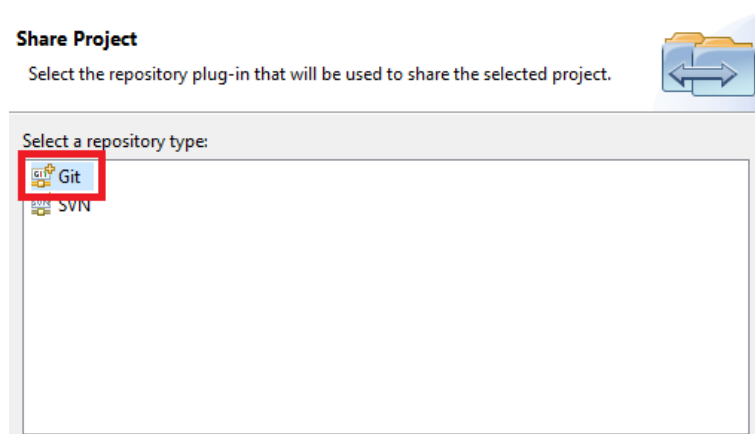 Share Project
Select the repository plug-in that will be used to share the selected project.
Select a repository type:
Git
SVN